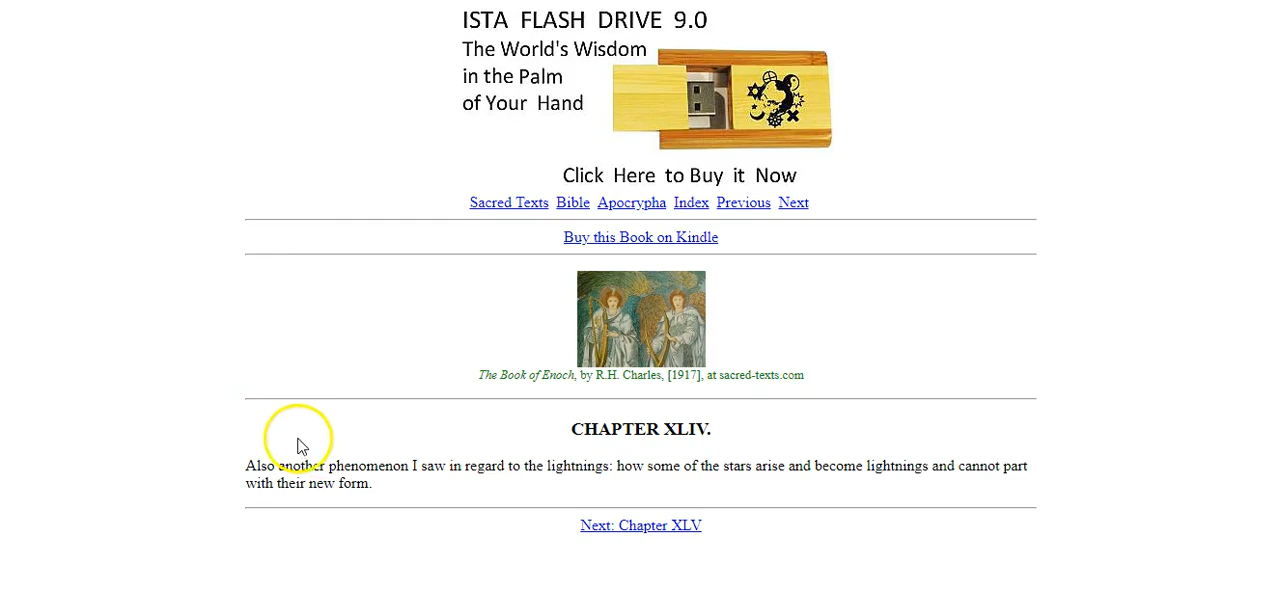 ISTA FLASH DRIVE 9.0
The World's Wisdom
in the Palm
of Your Hand
Click Here to Buy it Now
Sacred Texts Bible Apocrypha Index Previous Next
Buy this Book on Kindle
The Book of Enoch, by R.H. Charles, [1917], at sacred-texts.com
CHAPTER XLIV.
Also another phenomenon I saw in regard to the lightnings: how some of the stars arise and become lightnings and cannot part
with their new form.
Next: Chapter XLV